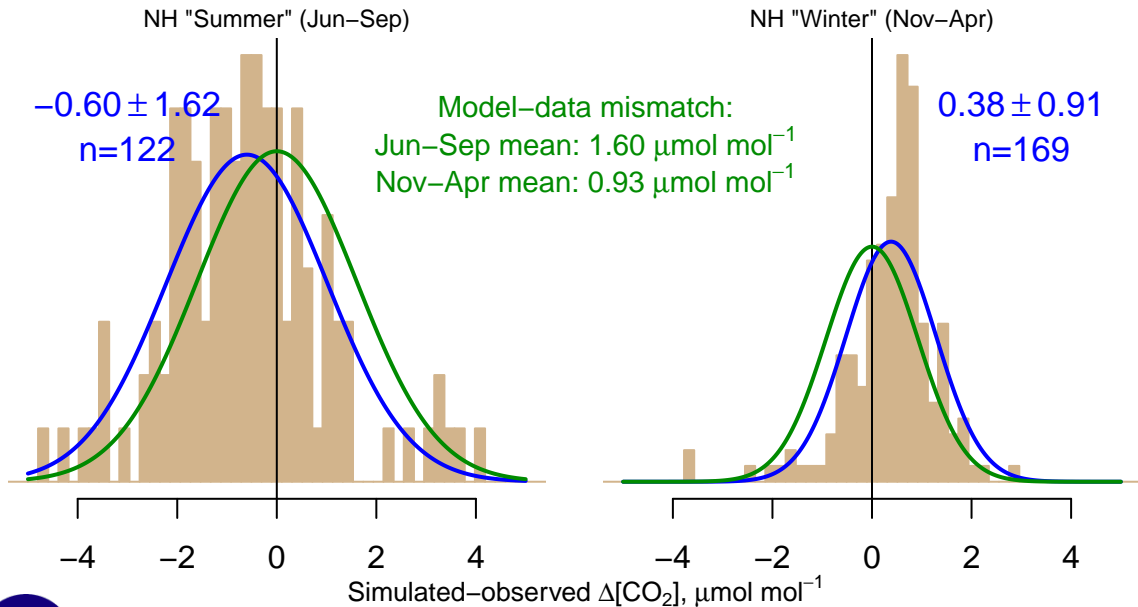 NH "Summer" (Jun−Sep)
−0.60 ± 1.62
n=122
Model−data mismatch:
Jun−Sep mean: 1.60 μmol mol⁻¹
Nov−Apr mean: 0.93 μmol mol⁻¹
NH "Winter" (Nov−Apr)
0.38 ± 0.91
n=169
−4 −2 0 2 4
−4 −2 0 2 4
Simulated−observed Δ[CO₂], μmol mol⁻¹